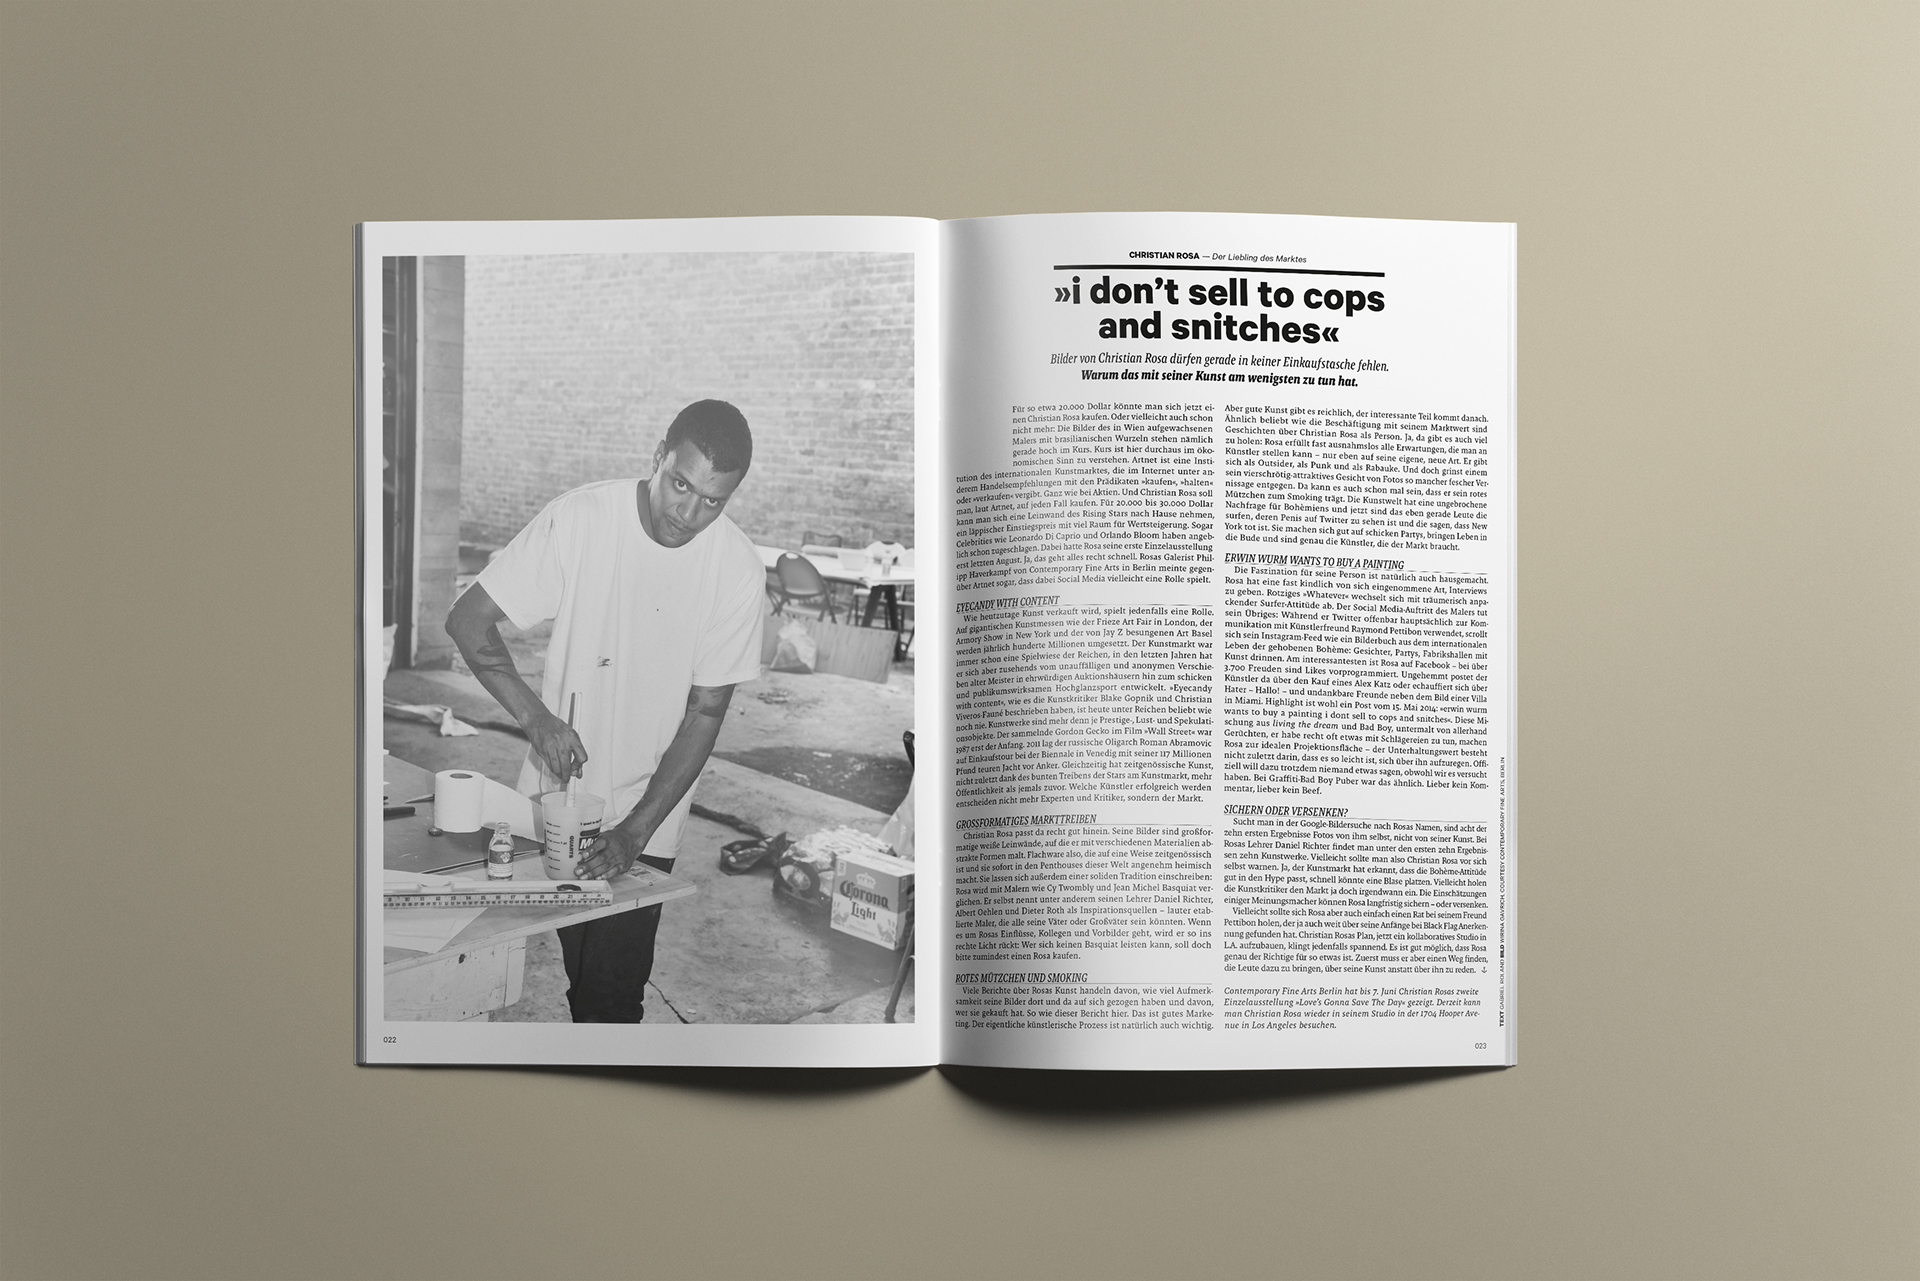 Corona
Light
022
CHRISTIAN ROSA — Der Liebling des Marktes
»i don’t sell to cops
and snitches«
Bilder von Christian Rosa dürfen gerade in keiner Einkaufstasche fehlen.
Warum das mit seiner Kunst am wenigsten zu tun hat.
Für so etwa 20.000 Dollar könnte man sich jetzt ei-
nen Christian Rosa kaufen. Oder vielleicht auch schon
nicht mehr: Die Bilder des in Wien aufgewachsenen
Malers mit brasilianischen Wurzeln stehen nämlich
gerade hoch im Kurs. Kurs ist hier durchaus im öko-
nomischen Sinn zu verstehen. Artnet ist eine Insti-
tution des internationalen Kunstmarktes, die im Internet unter an-
derem Handelsempfehlungen mit den Prädikaten »kaufen«, »halten«
oder »verkaufen« vergibt. Ganz wie bei Aktien. Und Christian Rosa soll
man, laut Artnet, auf jeden Fall kaufen. Für 20.000 bis 30.000 Dollar
kann man sich eine Leinwand des Rising Stars nach Hause nehmen,
ein läppischer Einstiegspreis mit viel Raum für Wertsteigerung. Sogar
Celebrities wie Leonardo Di Caprio und Orlando Bloom haben angeb-
lich schon zugeschlagen. Dabei hatte Rosa seine erste Einzelausstellung
erst letzten August. Ja, das geht alles recht schnell. Rosas Galerist Phil-
ipp Haverkampf von Contemporary Fine Arts in Berlin meinte gegen-
über Artnet sogar, dass dabei Social Media vielleicht eine Rolle spielt.
EYECANDY WITH CONTENT
Wie heutzutage Kunst verkauft wird, spielt jedenfalls eine Rolle.
Auf gigantischen Kunstmessen wie der Frieze Art Fair in London, der
Armory Show in New York und der von Jay Z besungenen Art Basel
werden jährlich hunderte Millionen umgesetzt. Der Kunstmarkt war
immer schon eine Spielwiese der Reichen, in den letzten Jahren hat
er sich aber zusehends vom unauffälligen und anonymen Verschie-
ben alter Meister in ehrwürdigen Auktionshäusern hin zum schicken
und publikumswirksamen Hochglanzsport entwickelt. »Eyecandy
with content«, wie es die Kunstkritiker Blake Gopnik und Christian
Viveros-Fauné beschrieben haben, ist heute unter Reichen beliebt wie
noch nie. Kunstwerke sind mehr denn je Prestige-, Lust- und Spekulati-
onsobjekte. Der sammelnde Gordon Gecko im Film »Wall Street« war
1987 erst der Anfang. 2011 lag der russische Oligarch Roman Abramovic
auf Einkaufstour bei der Biennale in Venedig mit seiner 117 Millionen
Pfund teuren Jacht vor Anker. Gleichzeitig hat zeitgenössische Kunst,
nicht zuletzt dank des bunten Treibens der Stars am Kunstmarkt, mehr
Öffentlichkeit als jemals zuvor. Welche Künstler erfolgreich werden
entscheiden nicht mehr Experten und Kritiker, sondern der Markt.
GROSSFORMATIGES MARKTTREIBEN
Christian Rosa passt da recht gut hinein. Seine Bilder sind großfor-
matige weiße Leinwände, auf die er mit verschiedenen Materialien ab-
strakte Formen malt. Flachware also, die auf eine Weise zeitgenössisch
ist und sie sofort in den Penthouses dieser Welt angenehm heimisch
macht. Sie lassen sich außerdem einer soliden Tradition einschreiben:
Rosa wird mit Malern wie Cy Twombly und Jean Michel Basquiat ver-
glichen. Er selbst nennt unter anderem seinen Lehrer Daniel Richter,
Albert Oehlen und Dieter Roth als Inspirationsquellen – lauter etab-
lierte Maler, die alle seine Väter oder Großväter sein könnten. Wenn
es um Rosas Einflüsse, Kollegen und Vorbilder geht, wird er so ins
rechte Licht rückt: Wer sich keinen Basquiat leisten kann, soll doch
bitte zumindest einen Rosa kaufen.
ROTES MÜTZCHEN UND SMOKING
Viele Berichte über Rosas Kunst handeln davon, wie viel Aufmerk-
samkeit seine Bilder dort und da auf sich gezogen haben und davon,
wer sie gekauft hat. So wie dieser Bericht hier. Das ist gutes Marke-
ting. Der eigentliche künstlerische Prozess ist natürlich auch wichtig.
Aber gute Kunst gibt es reichlich, der interessante Teil kommt danach.
Ähnlich beliebt wie die Beschäftigung mit seinem Marktwert sind
Geschichten über Christian Rosa als Person. Ja, da gibt es auch viel
zu holen: Rosa erfüllt fast ausnahmslos alle Erwartungen, die man an
Künstler stellen kann – nur eben auf seine eigene, neue Art. Er gibt
sich als Outsider, als Punk und als Rabauke. Und doch grinst einem
sein vierschrötig-attraktives Gesicht von Fotos so mancher fescher Ver-
nissage entgegen. Da kann es auch schon mal sein, dass er sein rotes
Mützchen zum Smoking trägt. Die Kunstwelt hat eine ungebrochene
Nachfrage für Bohèmiens und jetzt sind das eben gerade Leute die
surfen, deren Penis auf Twitter zu sehen ist und die sagen, dass New
York tot ist. Sie machen sich gut auf schicken Partys, bringen Leben in
die Bude und sind genau die Künstler, die der Markt braucht.
ERWIN WURM WANTS TO BUY A PAINTING
Die Faszination für seine Person ist natürlich auch hausgemacht.
Rosa hat eine fast kindlich von sich eingenommene Art, Interviews
zu geben. Rotziges »Whatever« wechselt sich mit träumerisch anpa-
ckender Surfer-Attitüde ab. Der Social Media-Auftritt des Malers tut
sein Übriges: Während er Twitter offenbar hauptsächlich zur Kom-
munikation mit Künstlerfreund Raymond Pettibon verwendet, scrollt
sich sein Instagram-Feed wie ein Bilderbuch aus dem internationalen
Leben der gehobenen Bohème: Gesichter, Partys, Fabrikshallen mit
Kunst drinnen. Am interessantesten ist Rosa auf Facebook – bei über
3.700 Freuden sind Likes vorprogrammiert. Ungehemmt postet der
Künstler da über den Kauf eines Alex Katz oder echauffiert sich über
Hater – Hallo! – und undankbare Freunde neben dem Bild einer Villa
in Miami. Highlight ist wohl ein Post vom 15. Mai 2014: »erwin wurm
wants to buy a painting i dont sell to cops and snitches«. Diese Mi-
schung aus living the dream und Bad Boy, untermalt von allerhand
Gerüchten, er habe recht oft etwas mit Schlägereien zu tun, machen
Rosa zur idealen Projektionsfläche – der Unterhaltungswert besteht
nicht zuletzt darin, dass es so leicht ist, sich über ihn aufzuregen. Offi-
ziell will dazu trotzdem niemand etwas sagen, obwohl wir es versucht
haben. Bei Graffiti-Bad Boy Puber war das ähnlich. Lieber kein Kom-
mentar, lieber kein Beef.
SICHERN ODER VERSENKEN?
Sucht man in der Google-Bildersuche nach Rosas Namen, sind acht der
zehn ersten Ergebnisse Fotos von ihm selbst, nicht von seiner Kunst. Bei
Rosas Lehrer Daniel Richter findet man unter den ersten zehn Ergebnis-
sen zehn Kunstwerke. Vielleicht sollte man also Christian Rosa vor sich
selbst warnen. Ja, der Kunstmarkt hat erkannt, dass die Bohème-Attitüde
gut in den Hype passt, schnell könnte eine Blase platzen. Vielleicht holen
die Kunstkritiker den Markt ja doch irgendwann ein. Die Einschätzungen
einiger Meinungsmacher können Rosa langfristig sichern – oder versenken.
Vielleicht sollte sich Rosa aber auch einfach einen Rat bei seinem Freund
Pettibon holen, der ja auch weit über seine Anfänge bei Black Flag Anerken-
nung gefunden hat. Christian Rosas Plan, jetzt ein kollaboratives Studio in
L.A. aufzubauen, klingt jedenfalls spannend. Es ist gut möglich, dass Rosa
genau der Richtige für so etwas ist. Zuerst muss er aber einen Weg finden,
die Leute dazu zu bringen, über seine Kunst anstatt über ihn zu reden.
Contemporary Fine Arts Berlin hat bis 7. Juni Christian Rosas zweite
Einzelausstellung »Love’s Gonna Save The Day« gezeigt. Derzeit kann
man Christian Rosa wieder in seinem Studio in der 1704 Hooper Ave-
nue in Los Angeles besuchen.
TEXT GABRIEL ROLAND BILD WIRINA GAVRICH, COURTESY CONTEMPORARY FINE ARTS, BERLIN
023